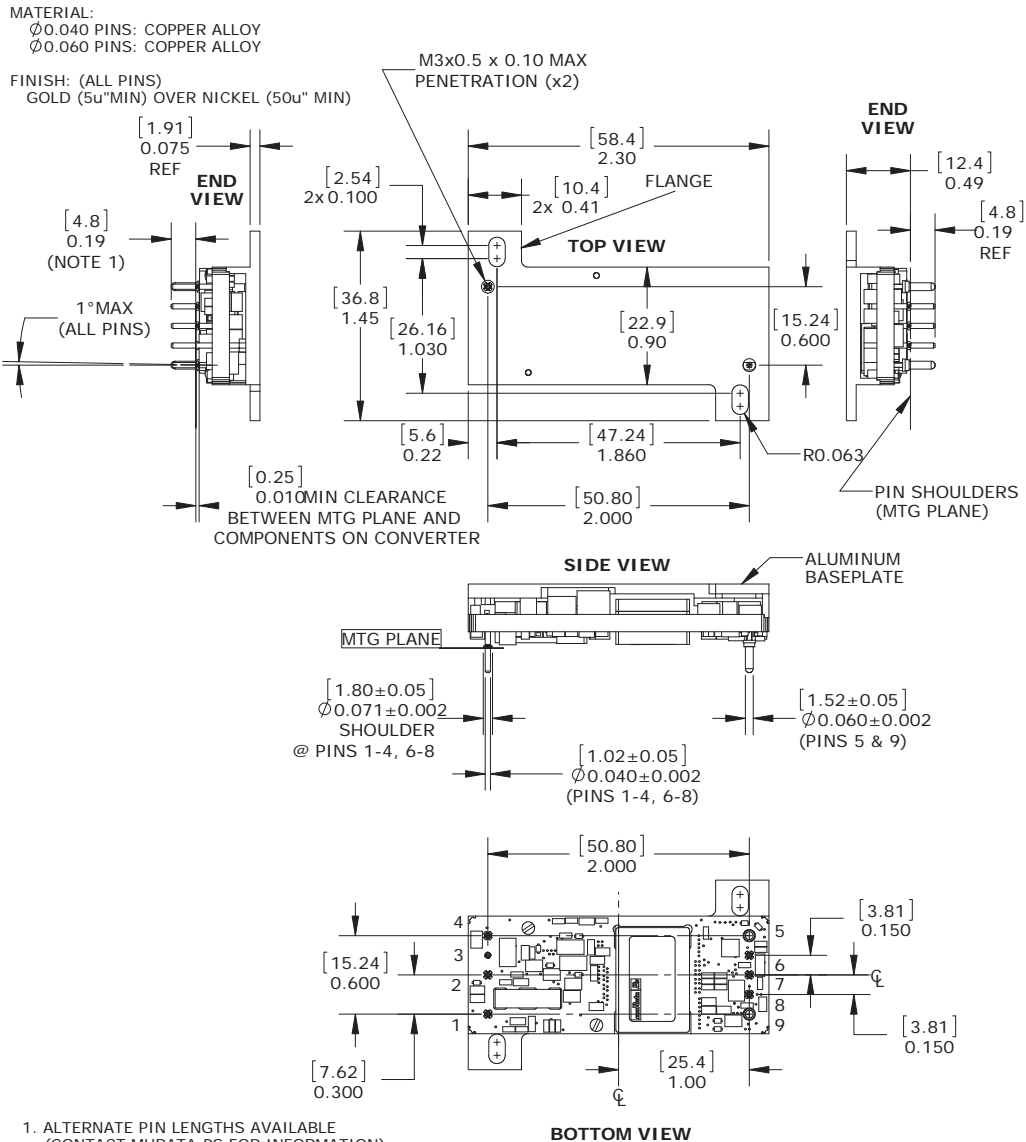 MATERIAL:
Ø0.040 PINS: COPPER ALLOY
Ø0.060 PINS: COPPER ALLOY
FINISH: (ALL PINS)
GOLD (5u"MIN) OVER NICKEL (50u" MIN)
M3x0.5 x 0.10 MAX
PENETRATION (x2)
[1.91]
0.075
REF
END
VIEW
[4.8]
0.19
(NOTE 1)
1°MAX
(ALL PINS)
[0.25]
0.010MIN CLEARANCE
BETWEEN MTG PLANE AND
COMPONENTS ON CONVERTER
[58.4]
2.30
[2.54]
2x 0.100
[10.4]
2x 0.41
FLANGE
TOP VIEW
[36.8]
1.45
[26.16]
1.030
[22.9]
0.90
[15.24]
0.600
[5.6]
0.22
[47.24]
1.860
R0.063
[50.80]
2.000
END
VIEW
[12.4]
0.49
[4.8]
0.19
REF
PIN SHOULDERS
(MTG PLANE)
SIDE VIEW
ALUMINUM
BASEPLATE
MTG PLANE
[1.80±0.05]
Ø0.071±0.002
SHOULDER
@ PINS 1-4, 6-8
[1.02±0.05]
Ø0.040±0.002
(PINS 1-4, 6-8)
[1.52±0.05]
Ø0.060±0.002
(PINS 5 & 9)
[50.80]
2.000
4
3
2
1
5
6
7
8
9
[15.24]
0.600
[7.62]
0.300
[3.81]
0.150
℄
[3.81]
0.150
[25.4]
1.00
℄
1. ALTERNATE PIN LENGTHS AVAILABLE
(CONTACT MURATA-PS FOR INFORMATION)
BOTTOM VIEW